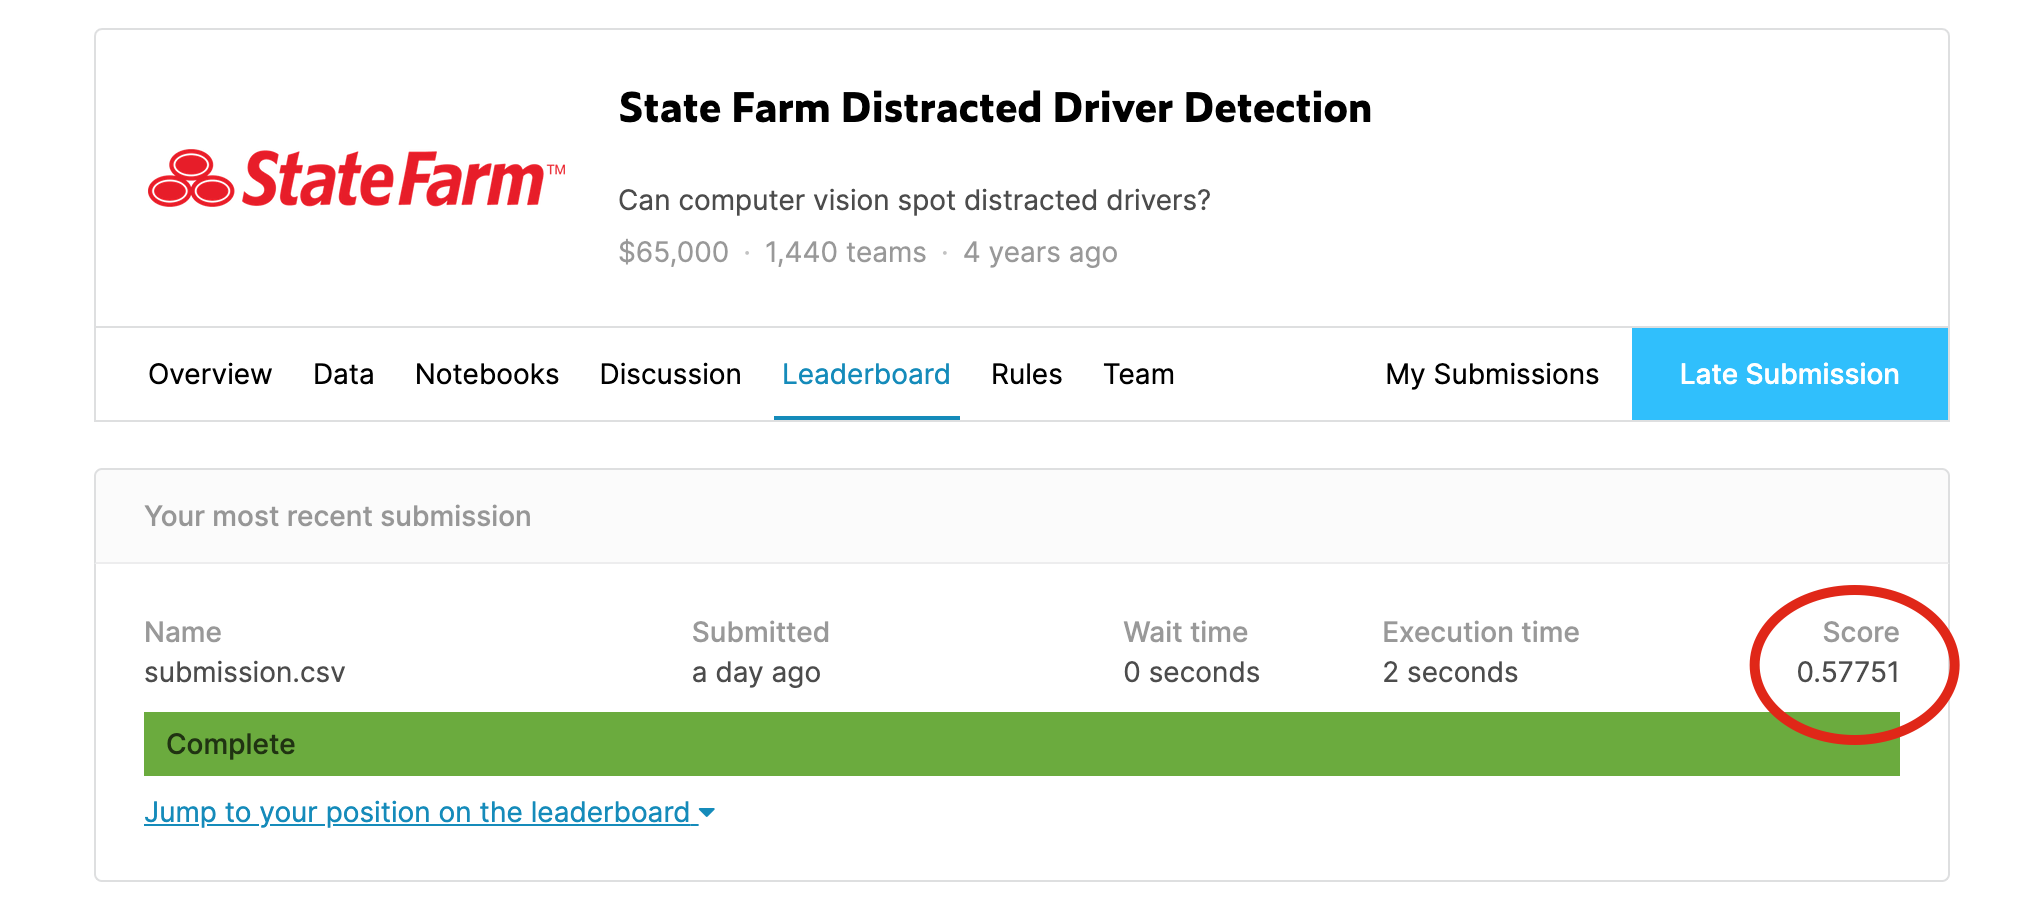 State Farm Distracted Driver Detection
StateFarm™
Can computer vision spot distracted drivers?
$65,000 · 1,440 teams · 4 years ago
Overview Data Notebooks Discussion Leaderboard Rules Team My Submissions Late Submission
Your most recent submission
Name Submitted Wait time Execution time Score
submission.csv a day ago 0 seconds 2 seconds 0.57751
Complete
Jump to your position on the leaderboard